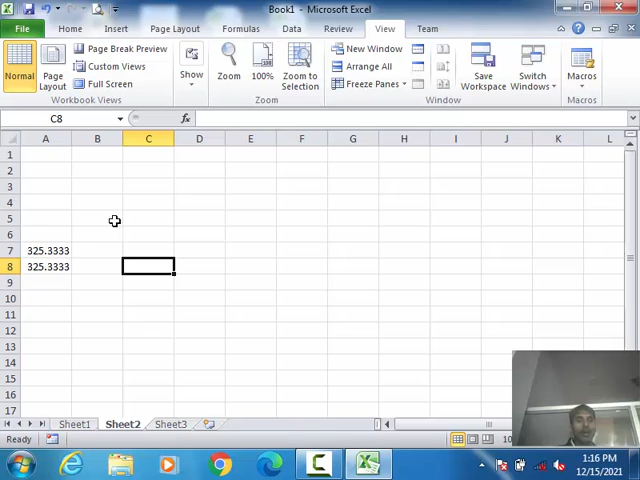 Book1 - Microsoft Excel
File Home Insert Page Layout Formulas Data Review View Team
Normal Page Layout Page Break Preview Custom Views Full Screen Show Zoom 100% Zoom to Selection New Window Arrange All Freeze Panes Save Workspace Switch Windows Macros
Workbook Views Zoom Window Macros
C8 fx
A B C D E F G H I J K L
1
2
3
4
5
6
7 325.3333
8 325.3333
9
10
11
12
13
14
15
16
17
Sheet1 Sheet2 Sheet3
Ready 10
1:16 PM
12/15/2021